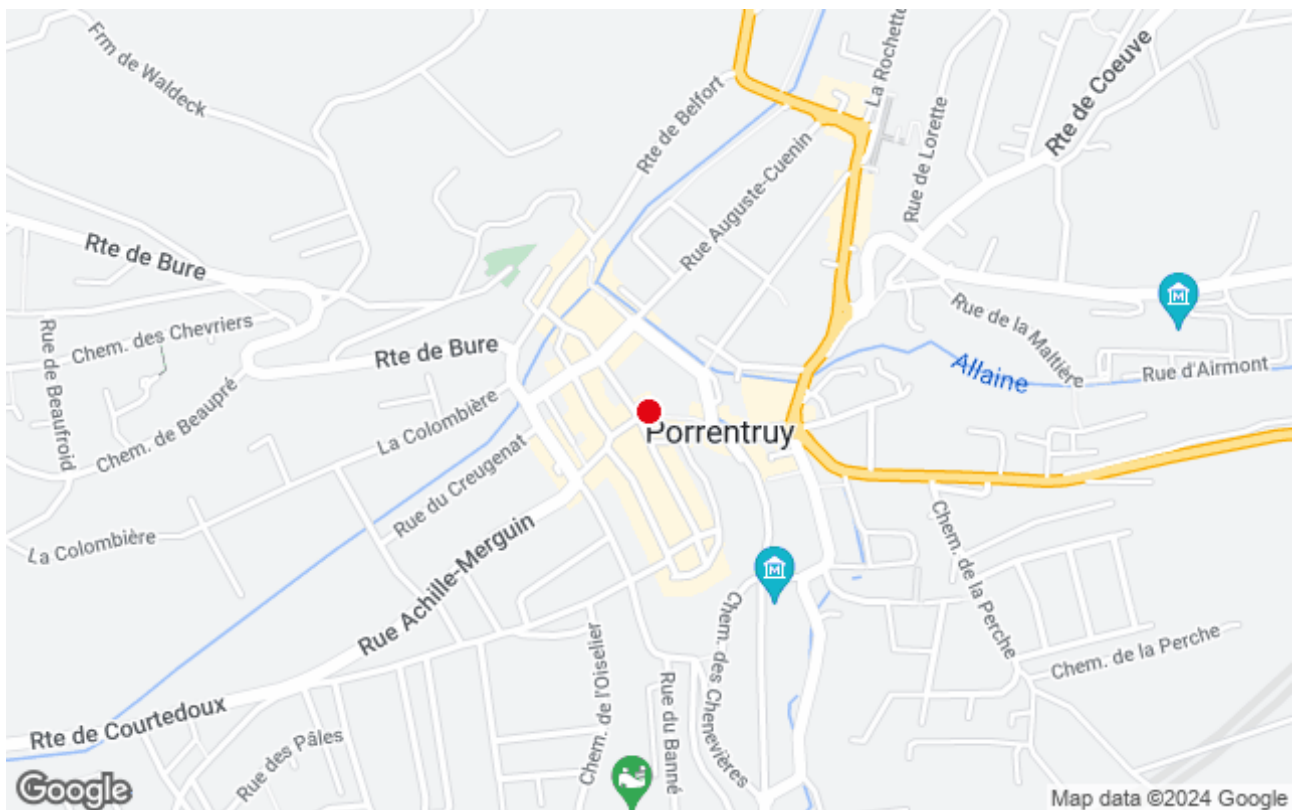 Frm de Waldeck
La Rochette
Rte de Belfort
Rte de Coeuve
Rue de Lorette
Rue Auguste-Cuenin
Rte de Bure
Rue de Beaufroid
Chem. des Chevriers
Rte de Bure
Rue de la Maltière
Allaine
Rue d'Airmont
Chem. de Beaupré
La Colombière
Porrentruy
Rue du Creugenat
La Colombière
Rue Achille-Merguin
Chem. de la Perche
Chem. des Chenevières
Chem. de l'Oiselier
Rue du Banné
Chem. de la Perche
Rte de Courtedoux
Rue des Pâles
Google
Map data ©2024 Google